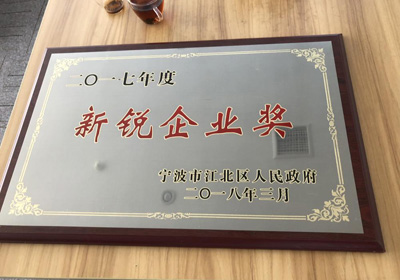 二〇一七年度
新锐企业奖
宁波市江北区人民政府
二〇一八年三月